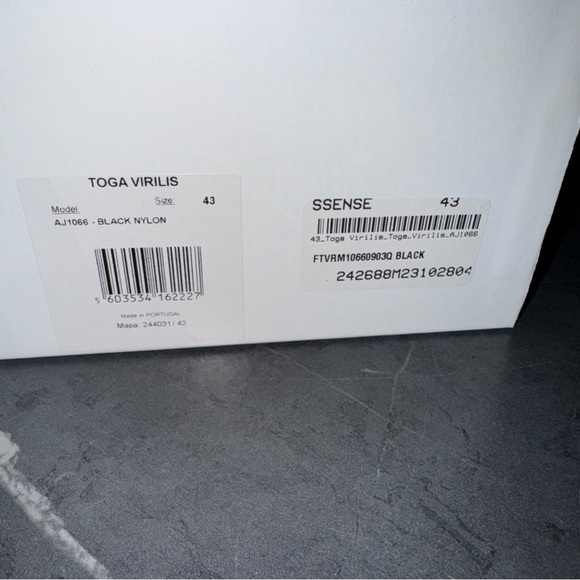 TOGA VIRILIS
Model Size: 43
AJ1066 - BLACK NYLON
5 603534 162227
Made in PORTUGAL
Mapa: 244031 / 43
SSENSE 43
43_Toga Virilis_Toga_Virilis_AJ1066
FTVRM10660903Q BLACK
242688M23102804